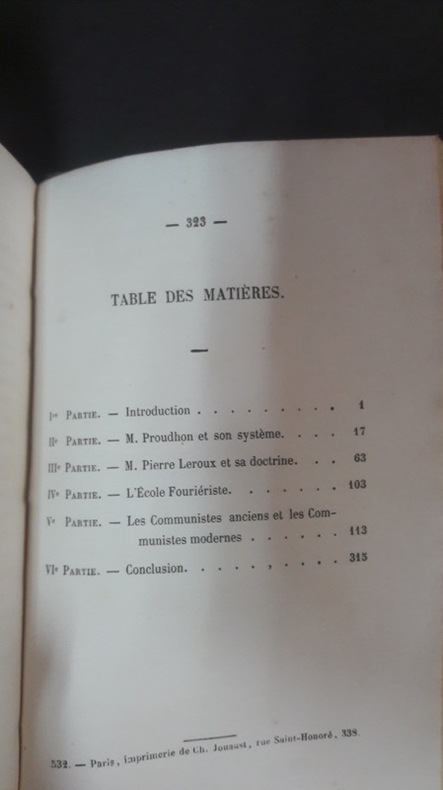 — 323 —
TABLE DES MATIÈRES.
Ire PARTIE. — Introduction . . . . . . . . . 1
IIe PARTIE. — M. Proudhon et son système. . . . 17
IIIe PARTIE. — M. Pierre Leroux et sa doctrine. . . 63
IVe PARTIE. — L'École Fouriériste. . . . . . . 103
Ve PARTIE. — Les Communistes anciens et les Com-
munistes modernes . . . . . . 113
VIe PARTIE. — Conclusion. . . . , . . . . 315
532. — Paris, imprimerie de Ch. Jouaust, rue Saint-Honoré, 338.